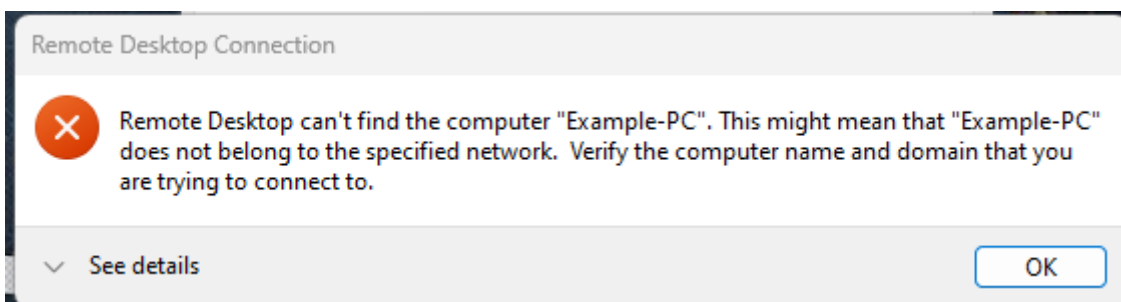 Remote Desktop Connection
Remote Desktop can't find the computer "Example-PC". This might mean that "Example-PC"
does not belong to the specified network.  Verify the computer name and domain that you
are trying to connect to.
See details
OK